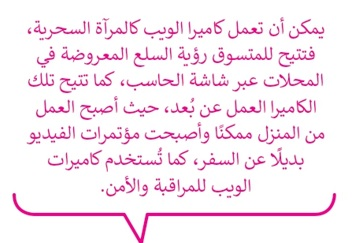 يمكن أن تعمل كاميرا الويب كالمرآة السحرية،
فتتيح للمتسوق رؤية السلع المعروضة في
المحلات عبر شاشة الحاسب، كما تتيح تلك
الكاميرا العمل عن بُعد، حيث أصبح العمل
من المنزل ممكنًا وأصبحت مؤتمرات الفيديو
بديلًا عن السفر، كما تُستخدم كاميرات
الويب للمراقبة والأمن.